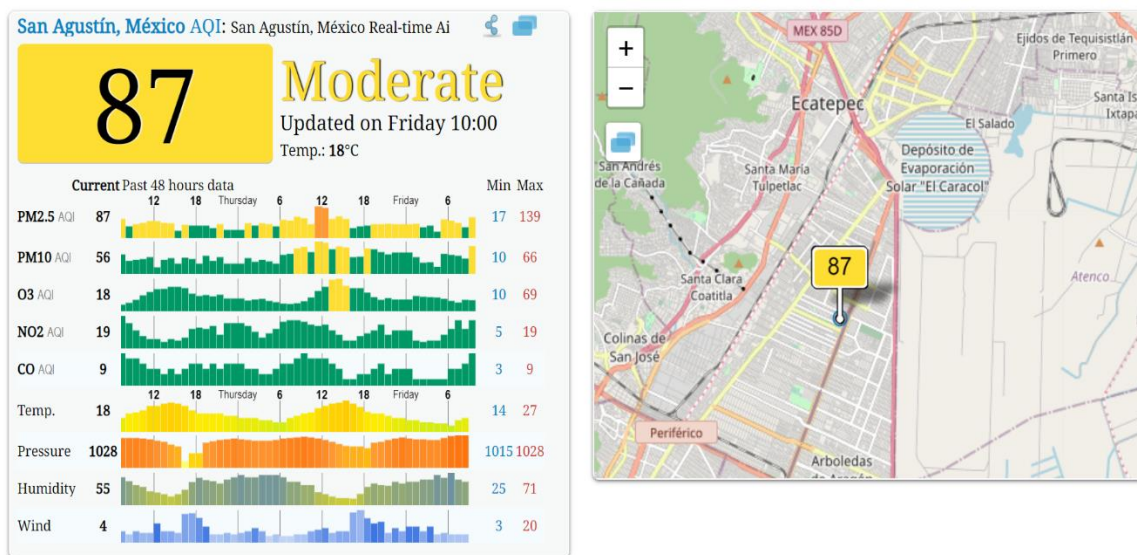 San Agustín, México AQI: San Agustín, México Real-time Ai
87
Moderate
Updated on Friday 10:00
Temp.: 18°C
Current Past 48 hours data Min Max
12 18 Thursday 6 12 18 Friday 6
PM2.5 AQI 87 17 139
PM10 AQI 56 10 66
O3 AQI 18 10 69
NO2 AQI 19 5 19
CO AQI 9 3 9
12 18 Thursday 6 12 18 Friday 6
Temp. 18 14 27
Pressure 1028 1015 1028
Humidity 55 25 71
Wind 4 3 20
+
−
MEX 85D
Ejidos de Tequisistlán
Primero
Ecatepec
Santa Is
Ixtapa
El Salado
San Andrés
de la Cañada
Santa María
Tulpetlac
Depósito de
Evaporación
Solar "El Caracol"
87
Santa Clara
Coatitla
Atenco
Colinas de
San José
Periférico
Arboledas
de Aragón